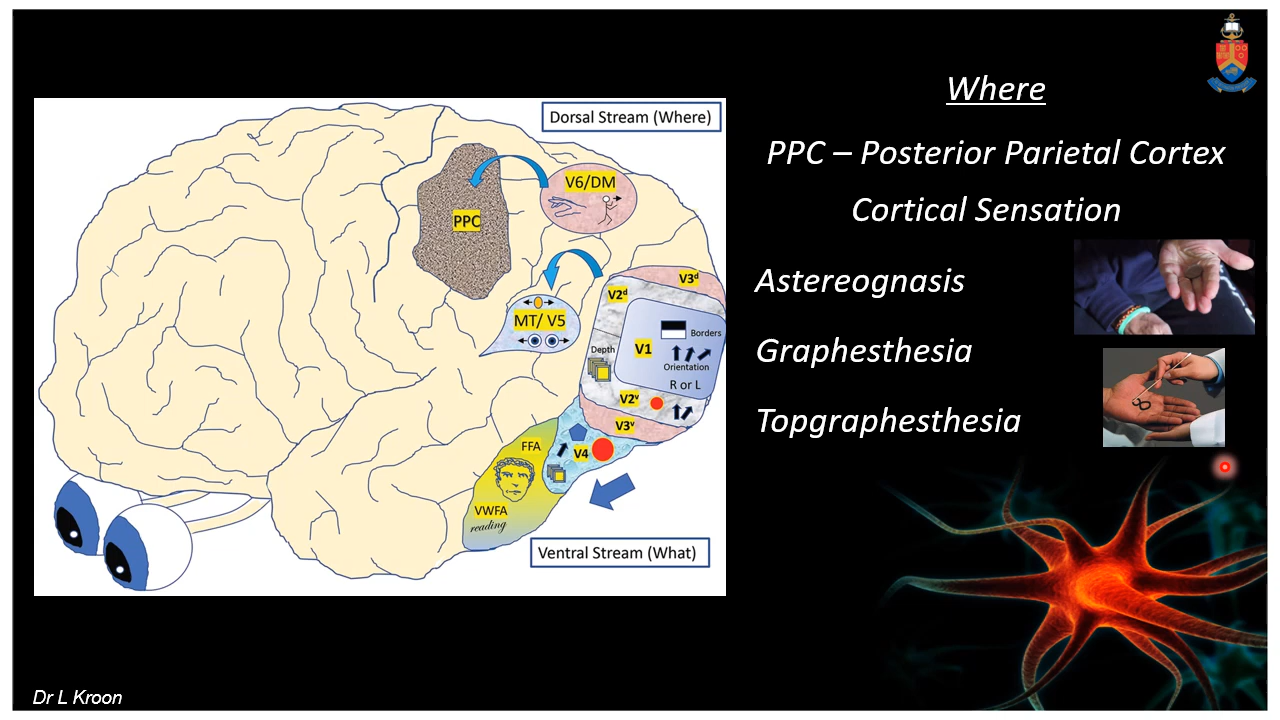 Dorsal Stream (Where)
V6/DM
PPC
MT/ V5
V3ᵈ
V2ᵈ
Borders
V1
Depth
Orientation
R or L
V2ᵛ
V3ᵛ
V4
FFA
VWFA
reading
Ventral Stream (What)
Where
PPC – Posterior Parietal Cortex
Cortical Sensation
Astereognasis
Graphesthesia
Topgraphesthesia
8
Dr L Kroon